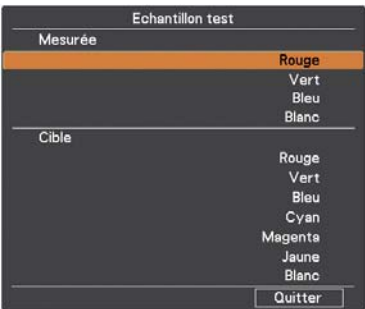 Echantillon test
Mesurée
Rouge
Vert
Bleu
Blanc
Cible
Rouge
Vert
Bleu
Cyan
Magenta
Jaune
Blanc
Quitter